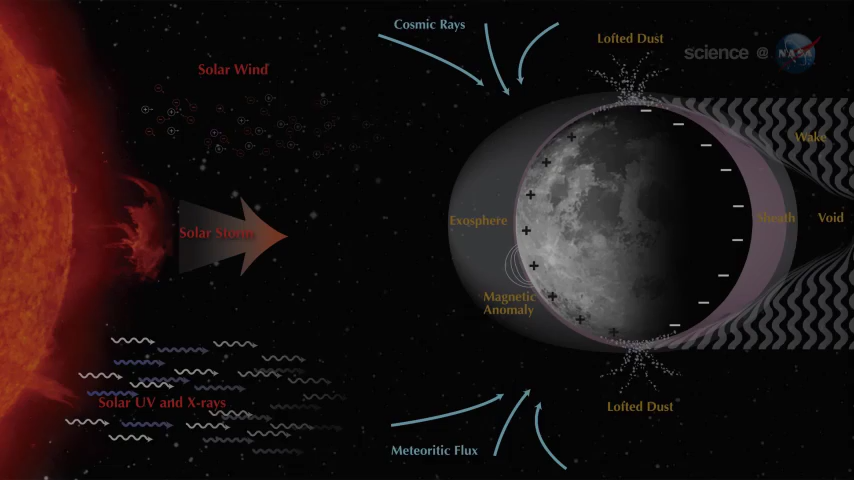 Cosmic Rays
Lofted Dust
science @ NASA
Solar Wind
Wake
Exosphere
Sheath
Void
Solar Storm
Magnetic
Anomaly
Solar UV and X-rays
Lofted Dust
Meteoritic Flux